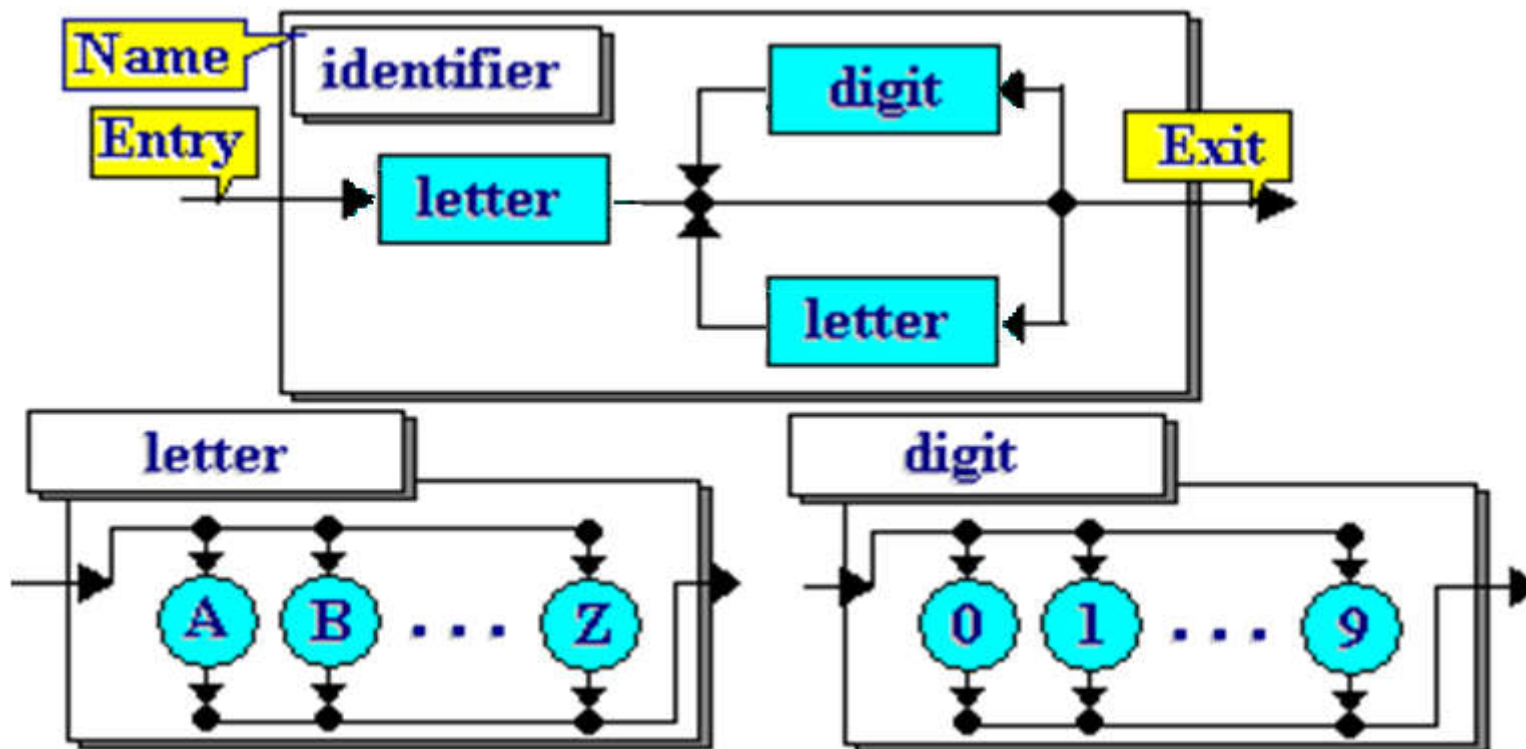 Name
identifier
digit
Entry
Exit
letter
letter
letter
digit
A B ... Z
0 1 ... 9